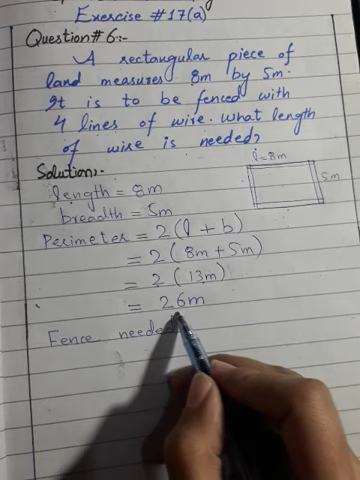 Exercise #17(a)
Question#6:-
A rectangular piece of
land measures 8m by 5m.
It is to be fenced with
4 lines of wire. what length
of wire is needed?
Solution:-
l=8m
5m
length = 8m
breadth = 5m
Perimeter = 2(l + b)
= 2(8m+5m)
= 2(13m)
= 26m
Fence needed